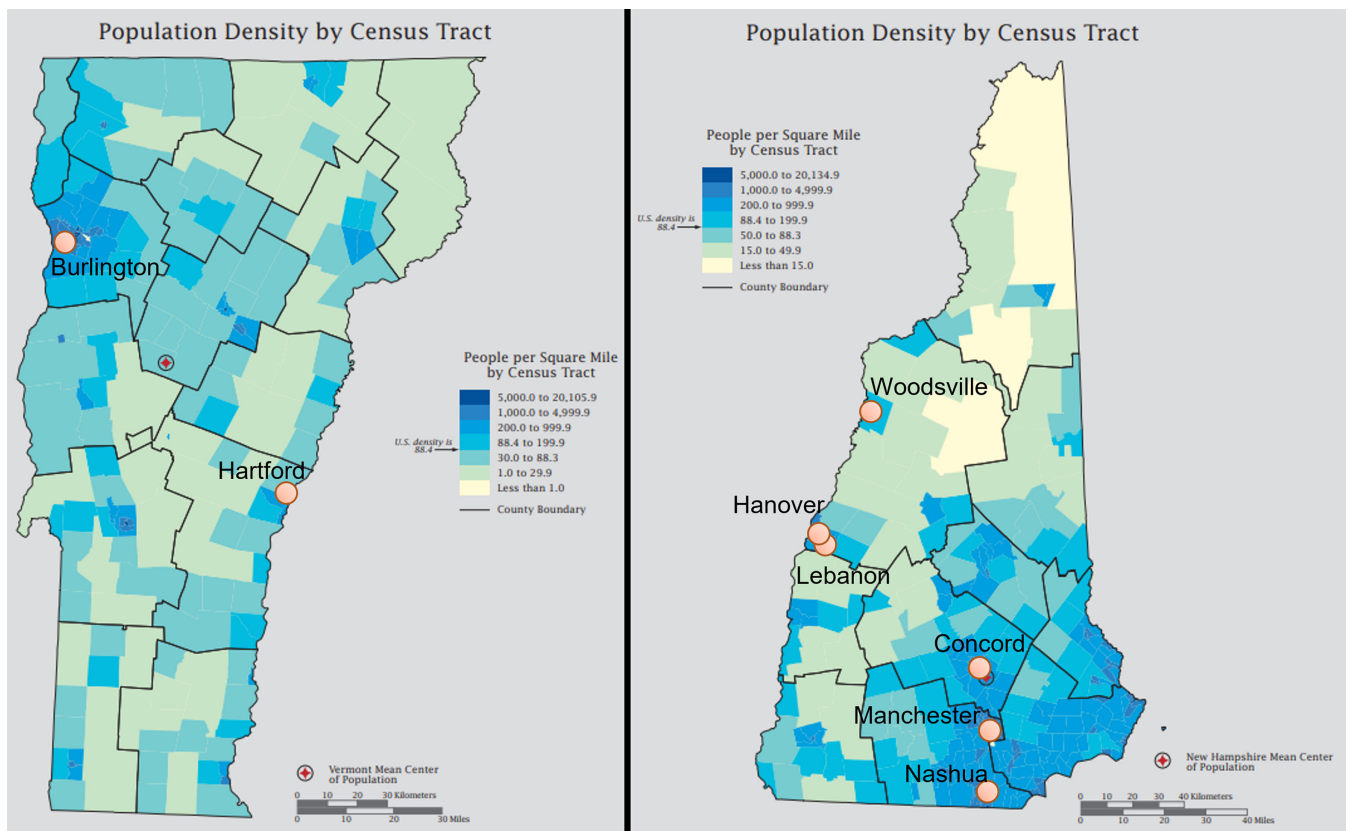 Population Density by Census Tract
Burlington
People per Square Mile
by Census Tract
5,000.0 to 20,105.9
1,000.0 to 4,999.9
200.0 to 999.9
88.4 to 199.9
30.0 to 88.3
1.0 to 29.9
Less than 1.0
County Boundary
U.S. density is
88.4
Hartford
Vermont Mean Center
of Population
0 10 20 30 Kilometers
0 10 20 30 Miles
Population Density by Census Tract
People per Square Mile
by Census Tract
5,000.0 to 20,134.9
1,000.0 to 4,999.9
200.0 to 999.9
88.4 to 199.9
50.0 to 88.3
15.0 to 49.9
Less than 15.0
County Boundary
U.S. density is
88.4
Woodsville
Hanover
Lebanon
Concord
Manchester
Nashua
New Hampshire Mean Center
of Population
0 10 20 30 40 Kilometers
0 10 20 30 40 Miles